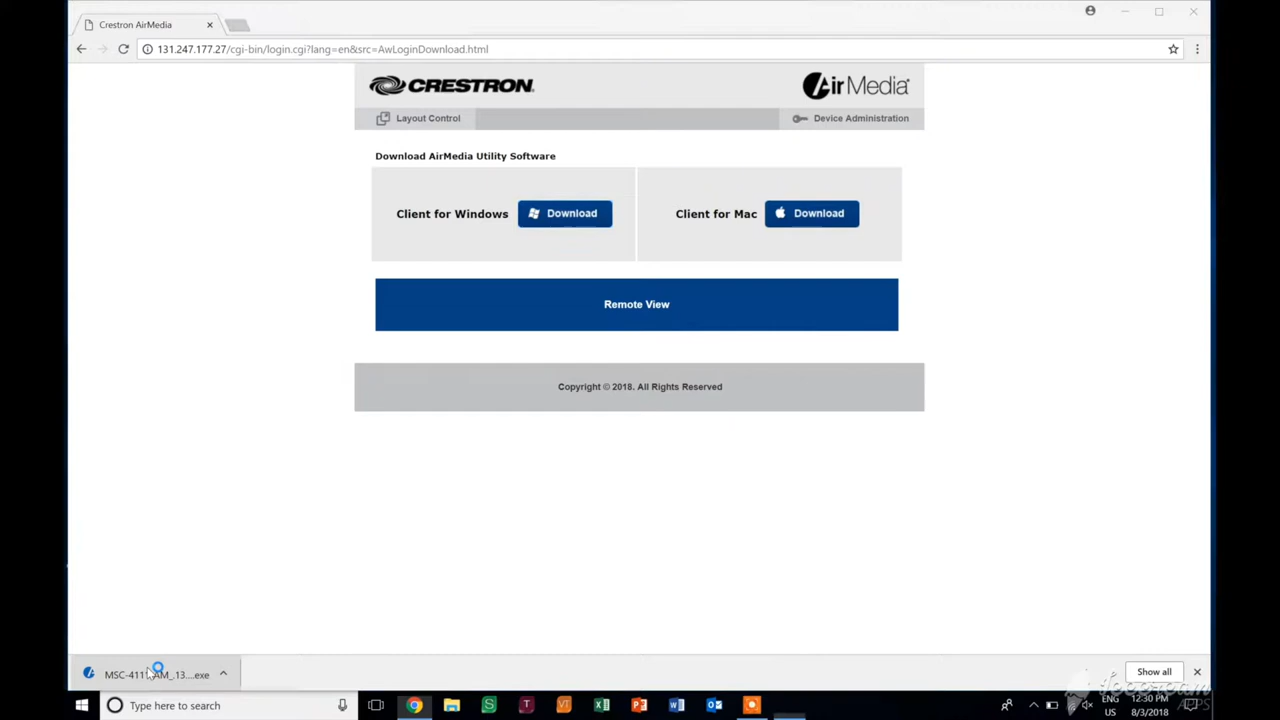 Crestron AirMedia
131.247.177.27/cgi-bin/login.cgi?lang=en&src=AwLoginDownload.html
CRESTRON
AirMedia
Layout Control
Device Administration
Download AirMedia Utility Software
Client for Windows Download
Client for Mac Download
Remote View
Copyright © 2018. All Rights Reserved
Show all
Type here to search
ENG
US
12:30 PM
8/3/2018
APPS